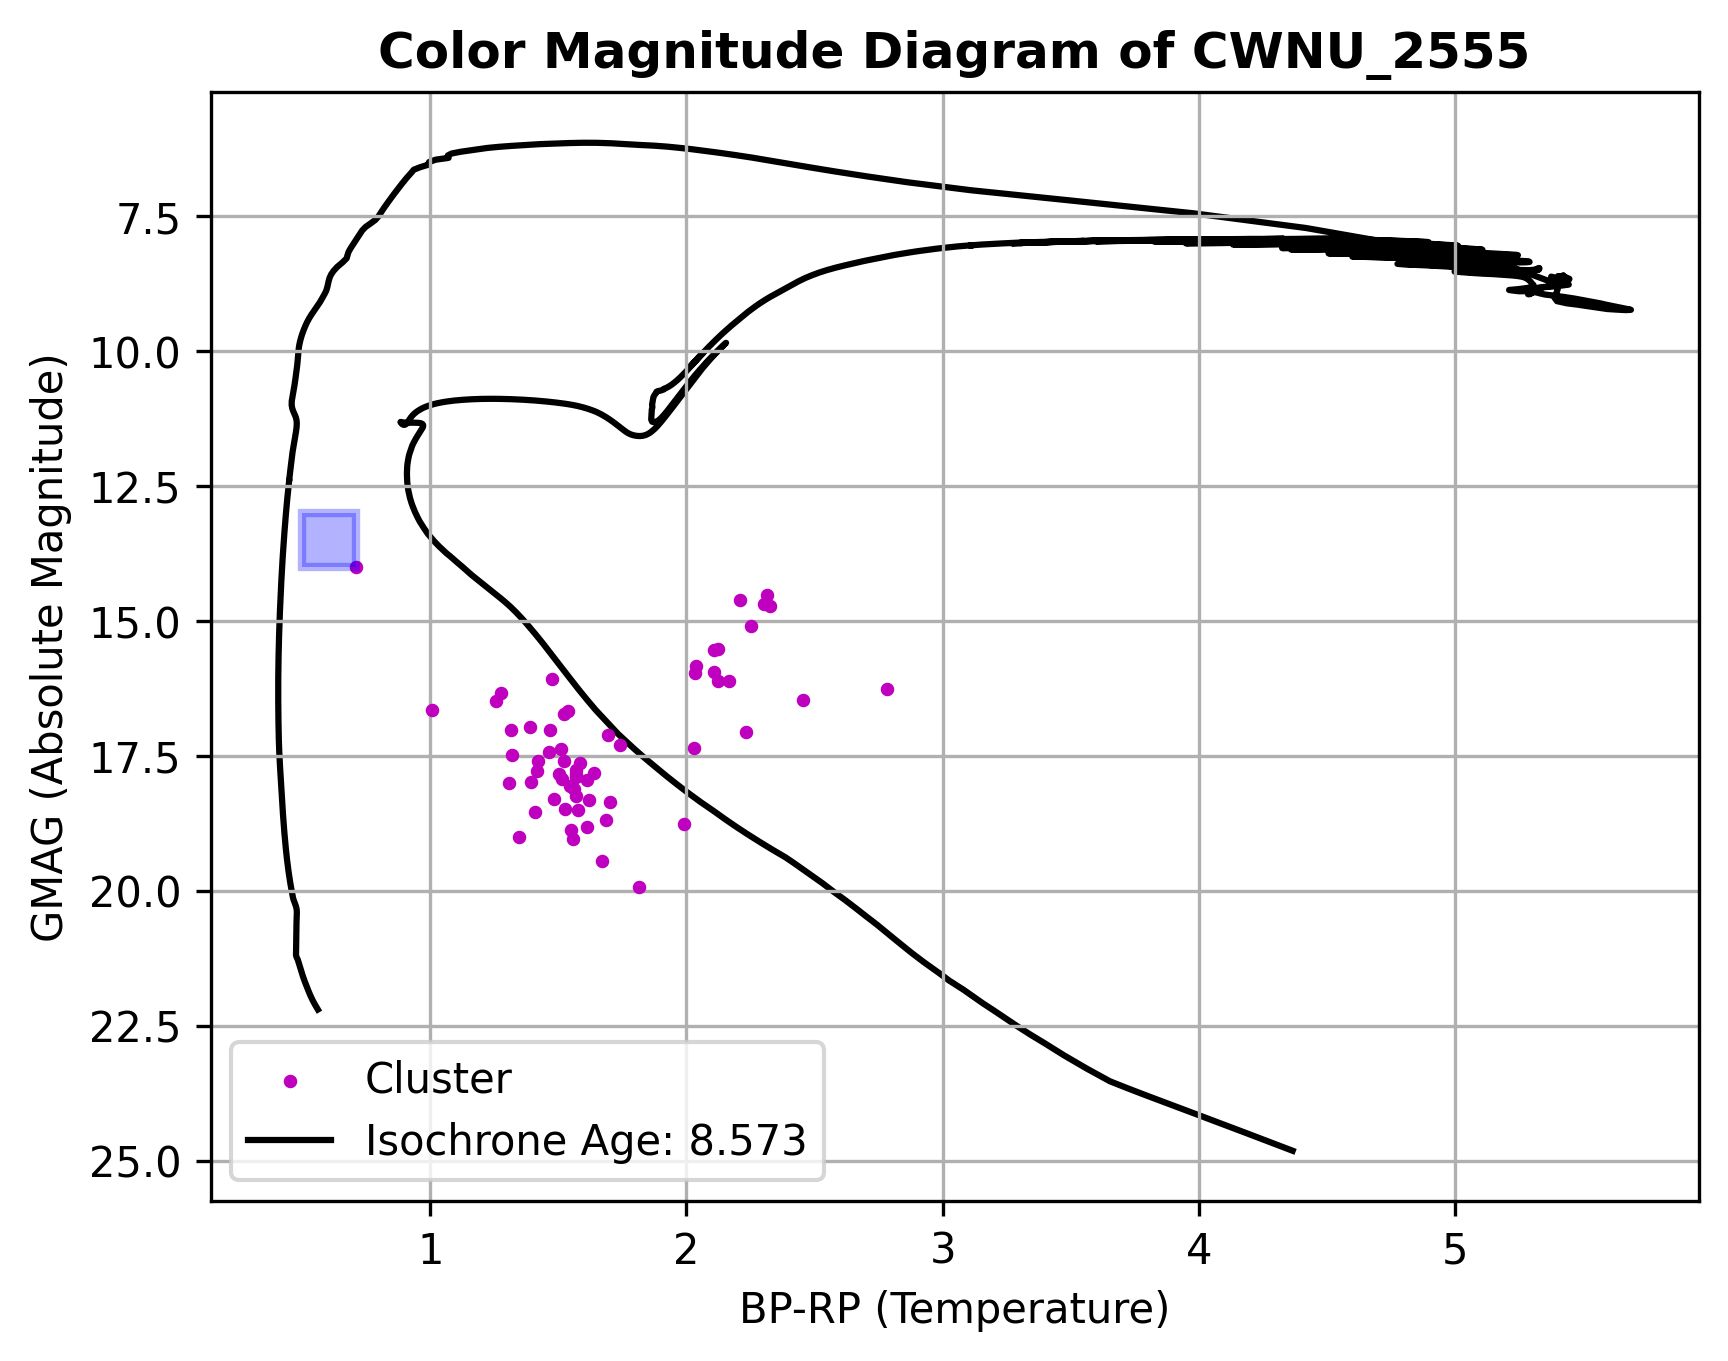 Color Magnitude Diagram of CWNU_2555
GMAG (Absolute Magnitude)
7.5
10.0
12.5
15.0
17.5
20.0
22.5
25.0
Cluster
Isochrone Age: 8.573
1 2 3 4 5
BP-RP (Temperature)